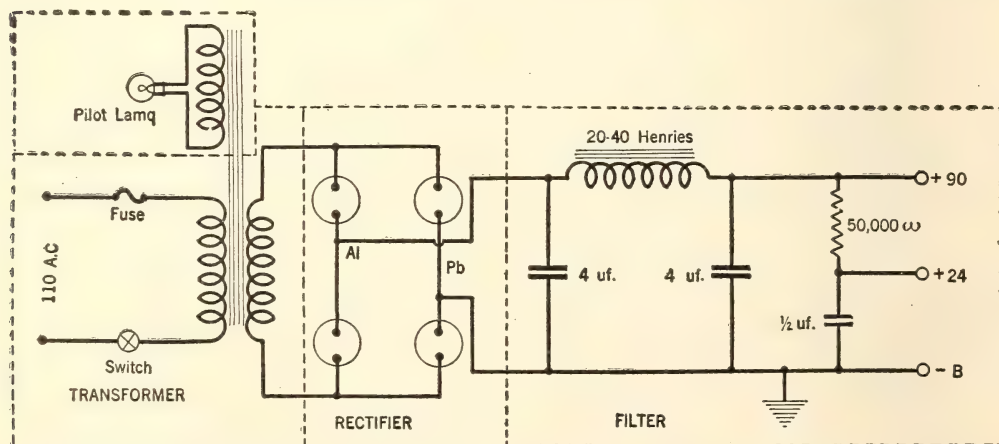 Pilot Lamq
20-40 Henries
+ 90
Fuse
50,000 ω
Al
Pb
110 A.C
4 uf.
4 uf.
+ 24
½ uf.
Switch
- B
TRANSFORMER
RECTIFIER
FILTER